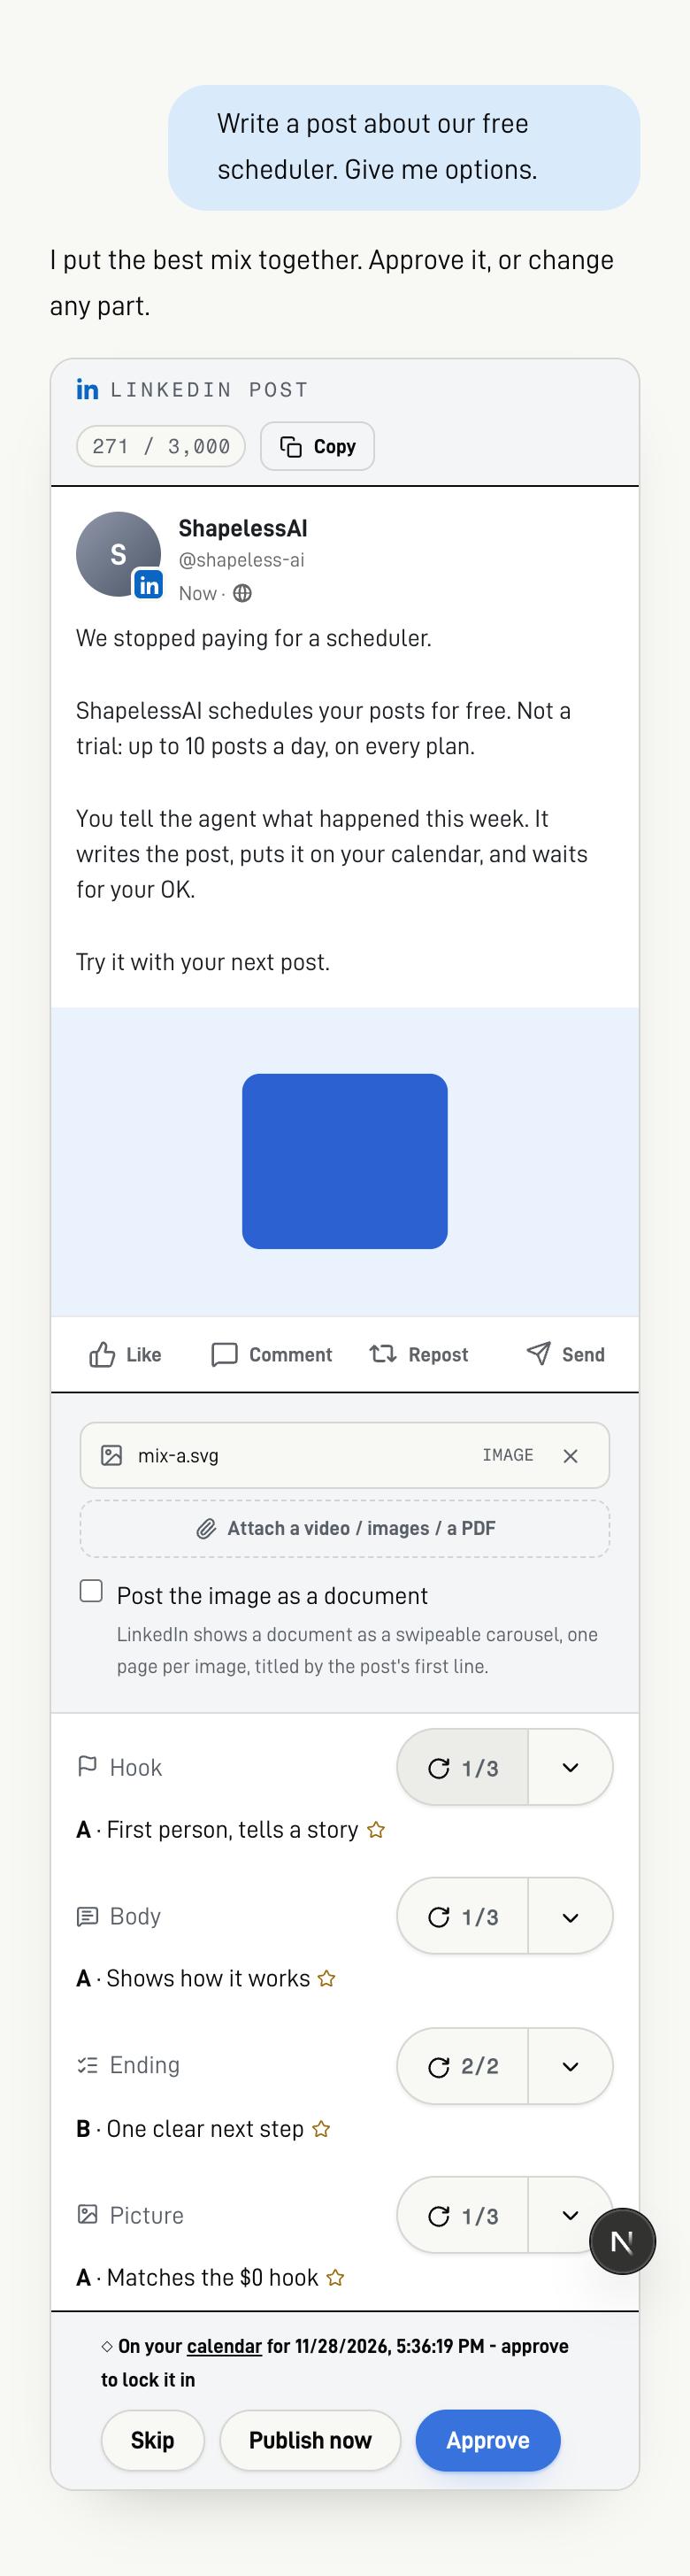 Write a post about our free
scheduler. Give me options.
I put the best mix together. Approve it, or change
any part.
in LINKEDIN POST
271 / 3,000
Copy
S
in
ShapelessAI
@shapeless-ai
Now ·
We stopped paying for a scheduler.
ShapelessAI schedules your posts for free. Not a
trial: up to 10 posts a day, on every plan.
You tell the agent what happened this week. It
writes the post, puts it on your calendar, and waits
for your OK.
Try it with your next post.
Like Comment Repost Send
mix-a.svg IMAGE
Attach a video / images / a PDF
Post the image as a document
LinkedIn shows a document as a swipeable carousel, one
page per image, titled by the post's first line.
Hook 1/3
A · First person, tells a story
Body 1/3
A · Shows how it works
Ending 2/2
B · One clear next step
Picture 1/3
N
A · Matches the $0 hook
◇ On your calendar for 11/28/2026, 5:36:19 PM - approve
to lock it in
Skip Publish now Approve